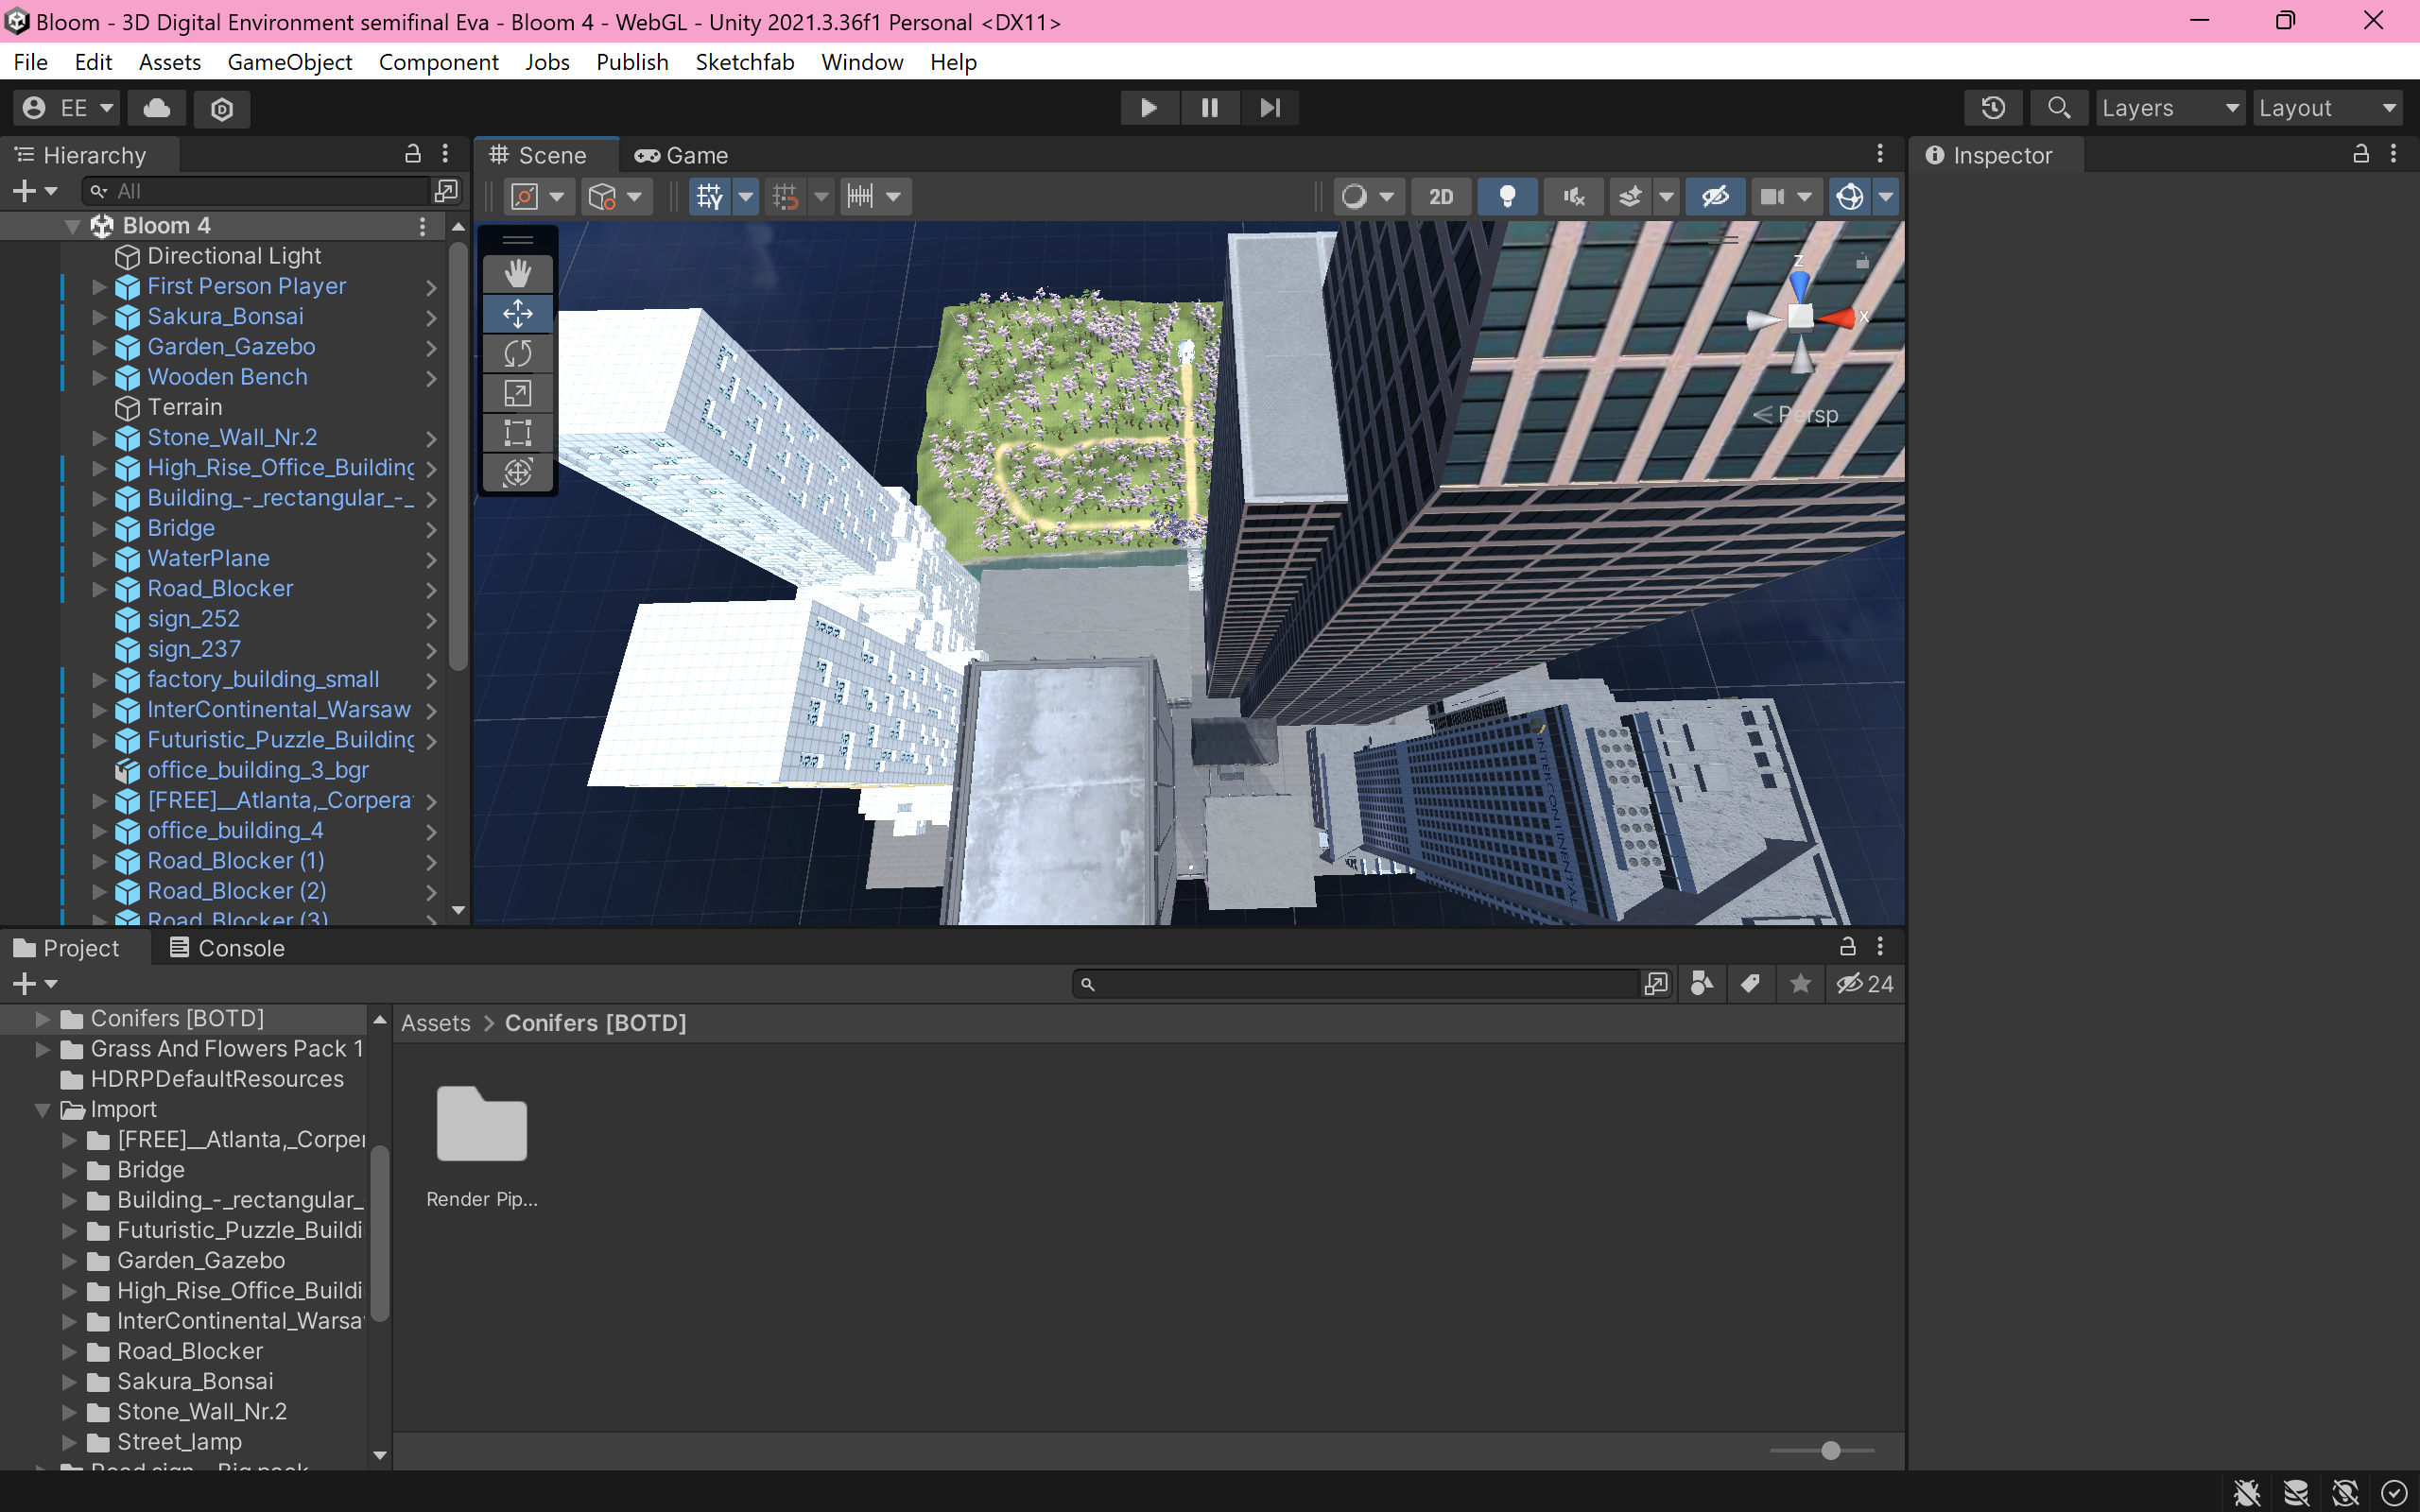 Bloom - 3D Digital Environment semifinal Eva - Bloom 4 - WebGL - Unity 2021.3.36f1 Personal <DX11>
File Edit Assets GameObject Component Jobs Publish Sketchfab Window Help
EE Layers Layout
Hierarchy
All
Bloom 4
Directional Light
First Person Player
Sakura_Bonsai
Garden_Gazebo
Wooden Bench
Terrain
Stone_Wall_Nr.2
High_Rise_Office_Building
Building_-_rectangular_-_
Bridge
WaterPlane
Road_Blocker
sign_252
sign_237
factory_building_small
InterContinental_Warsaw
Futuristic_Puzzle_Building
office_building_3_bgr
[FREE]__Atlanta,_Corpera
office_building_4
Road_Blocker (1)
Road_Blocker (2)
Road_Blocker (3)
Scene Game
2D
Z
X
Persp
INTERCONTINENTAL
Inspector
Project Console
24
Conifers [BOTD]
Grass And Flowers Pack 1
HDRPDefaultResources
Import
[FREE]__Atlanta,_Corper
Bridge
Building_-_rectangular_
Futuristic_Puzzle_Buildi
Garden_Gazebo
High_Rise_Office_Buildi
InterContinental_Warsa
Road_Blocker
Sakura_Bonsai
Stone_Wall_Nr.2
Street_lamp
Assets > Conifers [BOTD]
Render Pip...